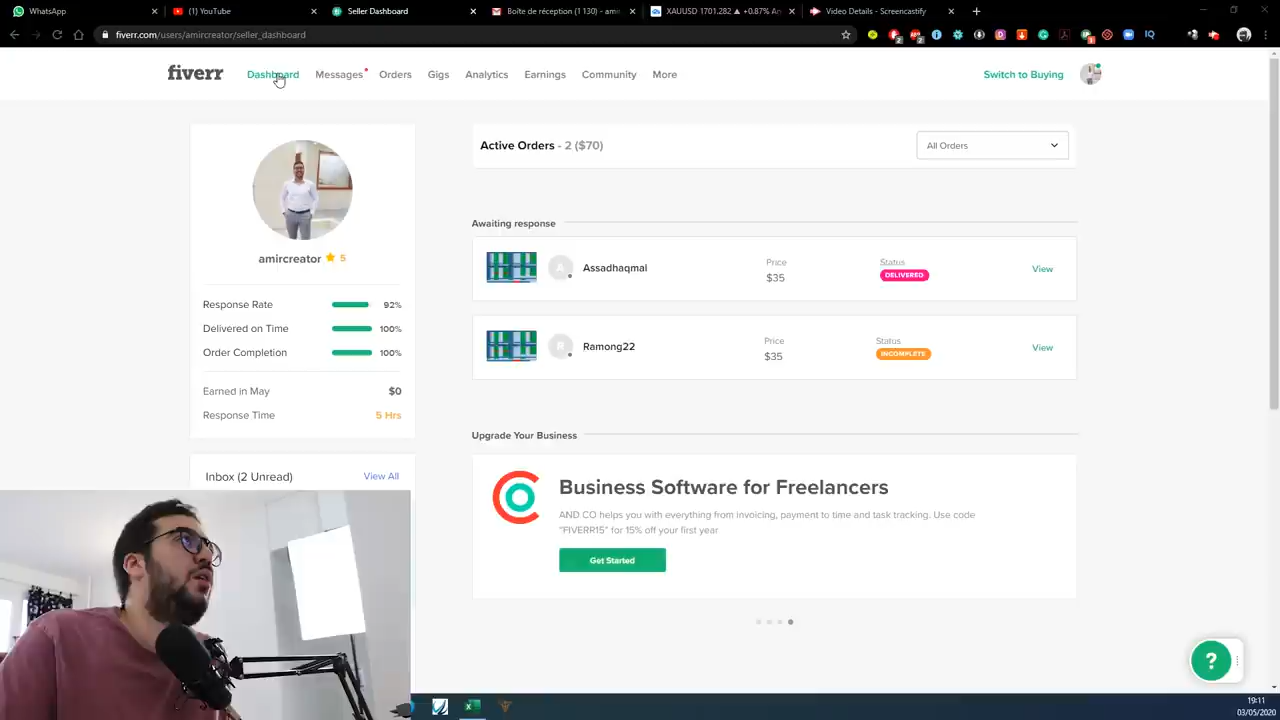 WhatsApp
(1) YouTube
Seller Dashboard
Boîte de réception (1 130) - ami
XAUUSD 1701.282 ▲ +0.87% A
Video Details - Screencastify
fiverr.com/users/amircreator/seller_dashboard
fiverr
Dashboard
Messages
Orders
Gigs
Analytics
Earnings
Community
More
Switch to Buying
amircreator ★ 5
Response Rate 92%
Delivered on Time 100%
Order Completion 100%
Earned in May $0
Response Time 5 Hrs
Inbox (2 Unread) View All
Active Orders - 2 ($70)
All Orders
Awaiting response
Assadhaqmal
Price
$35
Status
DELIVERED
View
Ramong22
Price
$35
Status
INCOMPLETE
View
Upgrade Your Business
Business Software for Freelancers
AND CO helps you with everything from invoicing, payment to time and task tracking. Use code
"FIVERR15" for 15% off your first year
Get Started
?
19:11
03/05/2020